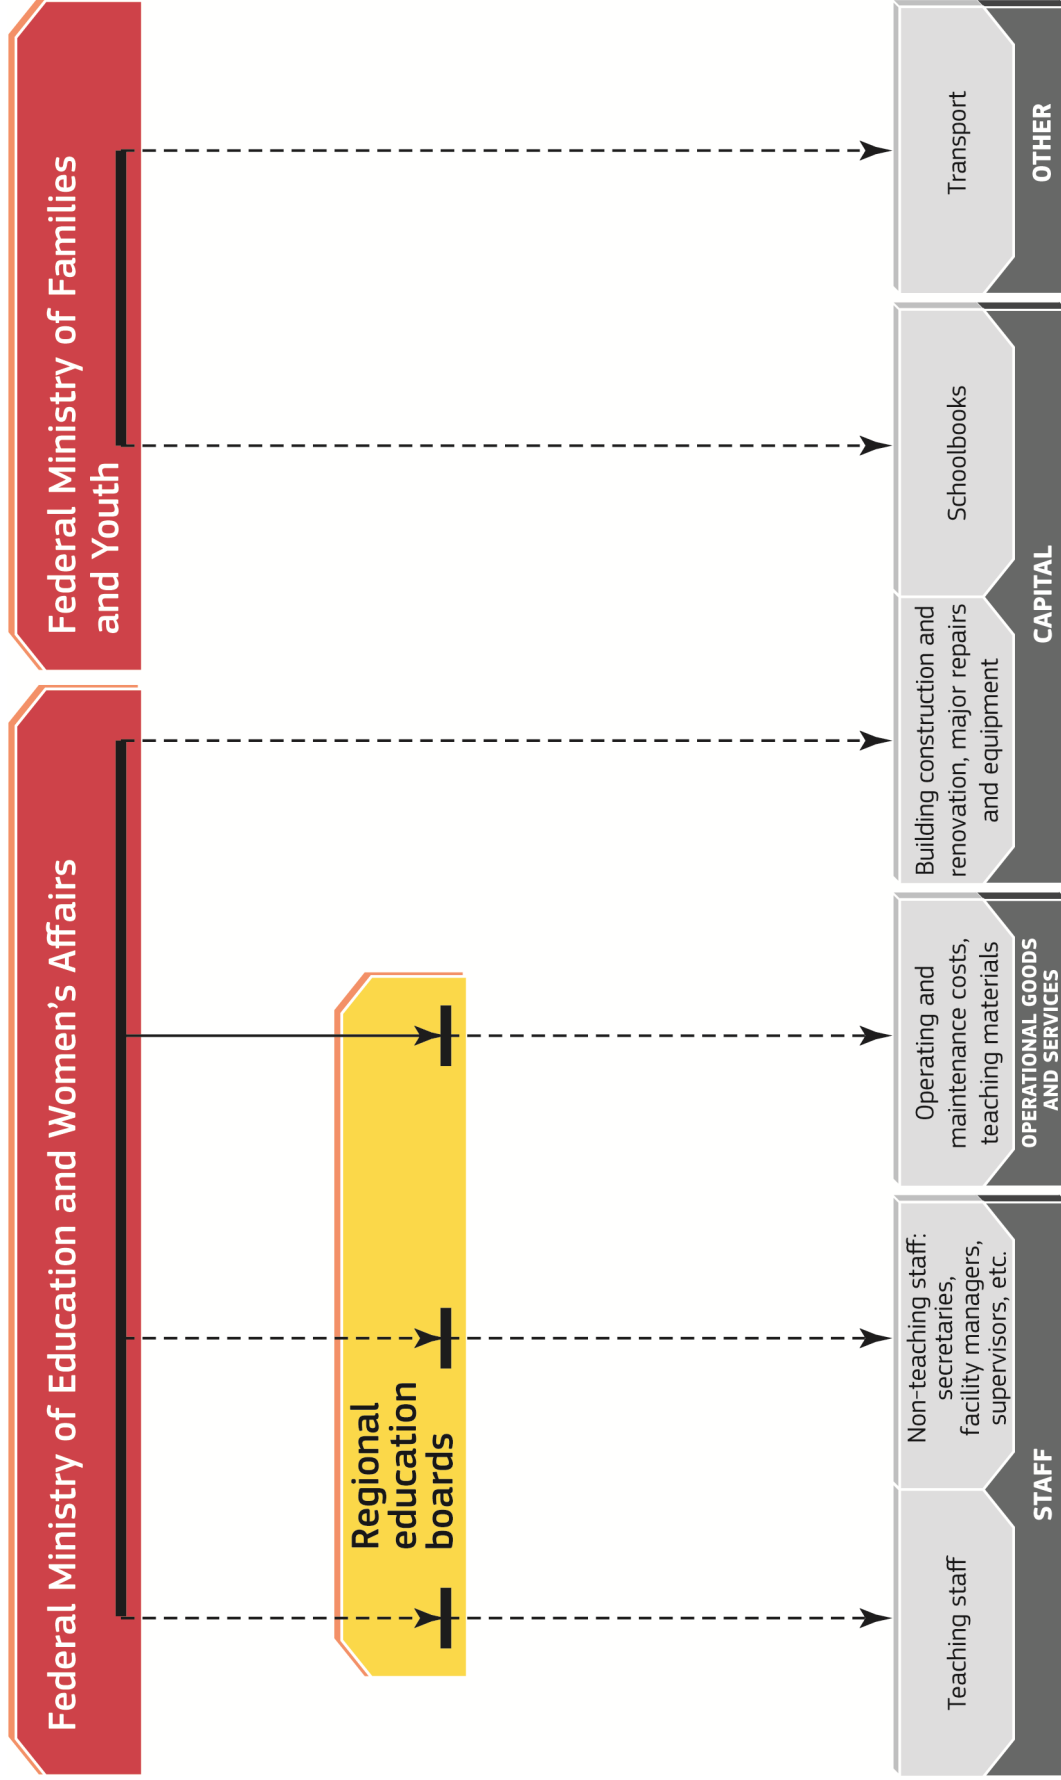 Federal Ministry of Education and Women’s Affairs
Federal Ministry of Families
and Youth
Regional
education
boards
Teaching staff
Non-teaching staff:
secretaries,
facility managers,
supervisors, etc.
Operating and
maintenance costs,
teaching materials
Building construction and
renovation, major repairs
and equipment
Schoolbooks
Transport
STAFF
OPERATIONAL GOODS
AND SERVICES
CAPITAL
OTHER